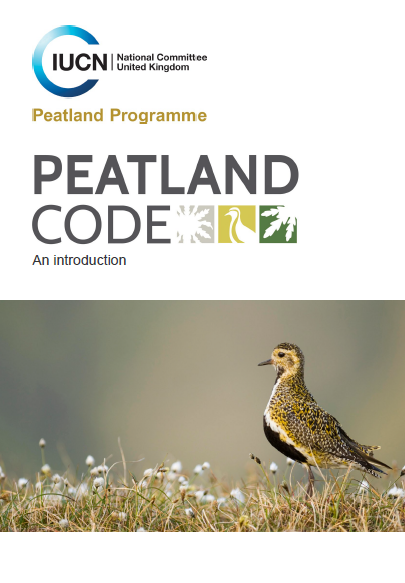 IUCN
National Committee
United Kingdom
Peatland Programme
PEATLAND
CODE
An introduction